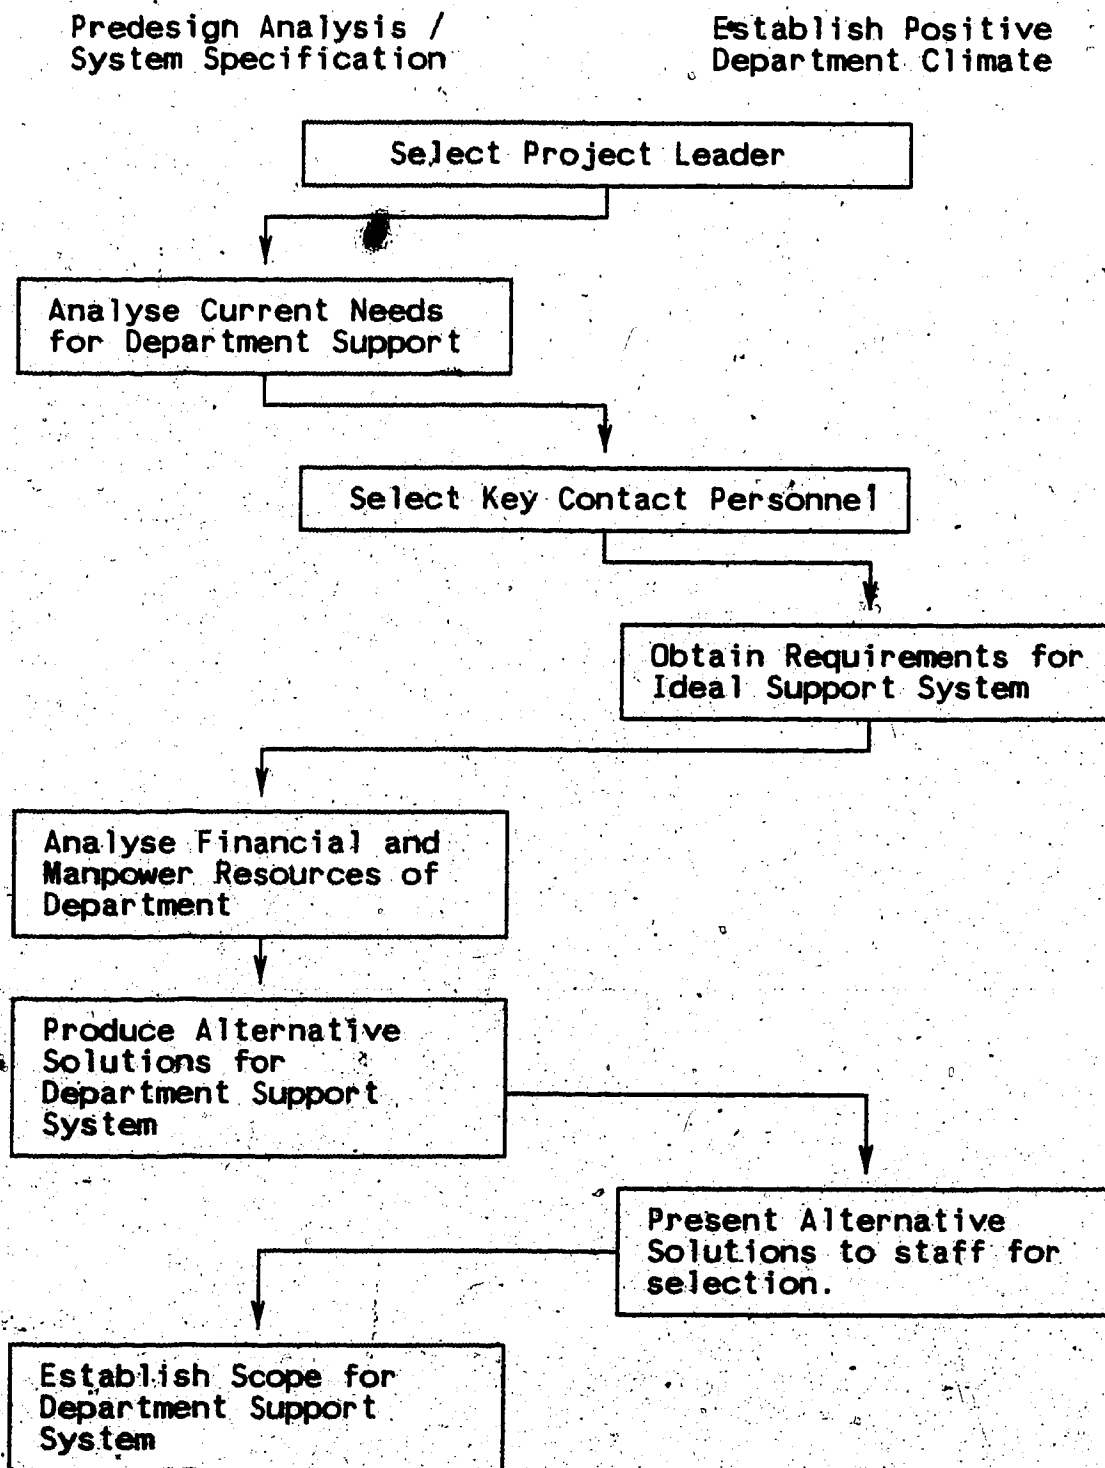 Predesign Analysis /
System Specification
Establish Positive
Department Climate
Select Project Leader
Analyse Current Needs
for Department Support
Select Key Contact Personnel
Obtain Requirements for
Ideal Support System
Analyse Financial and
Manpower Resources of
Department
Produce Alternative
Solutions for
Department Support
System
Present Alternative
Solutions to staff for
selection.
Establish Scope for
Department Support
System